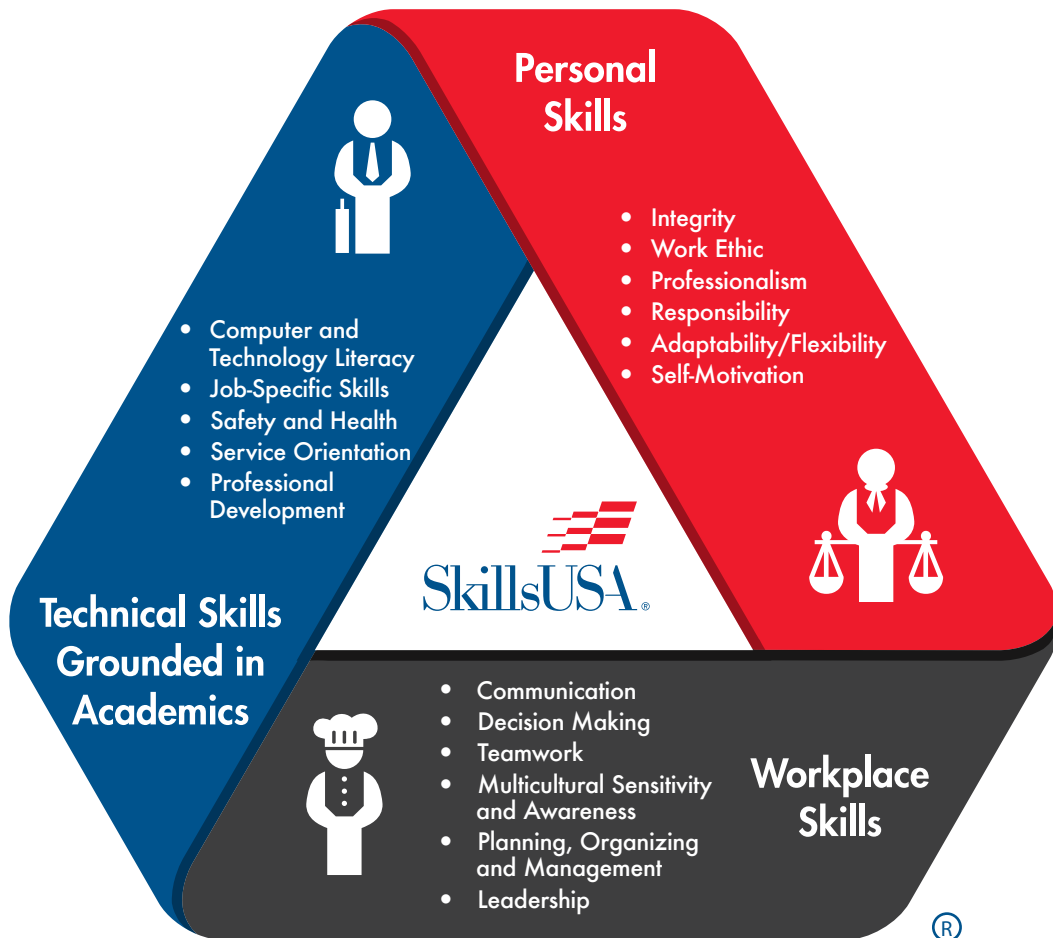 Personal
Skills
• Integrity
• Work Ethic
• Professionalism
• Responsibility
• Adaptability/Flexibility
• Self-Motivation
• Computer and
Technology Literacy
• Job-Specific Skills
• Safety and Health
• Service Orientation
• Professional
Development
Technical Skills
Grounded in
Academics
SkillsUSA®
• Communication
• Decision Making
• Teamwork
• Multicultural Sensitivity
and Awareness
• Planning, Organizing
and Management
• Leadership
Workplace
Skills
®